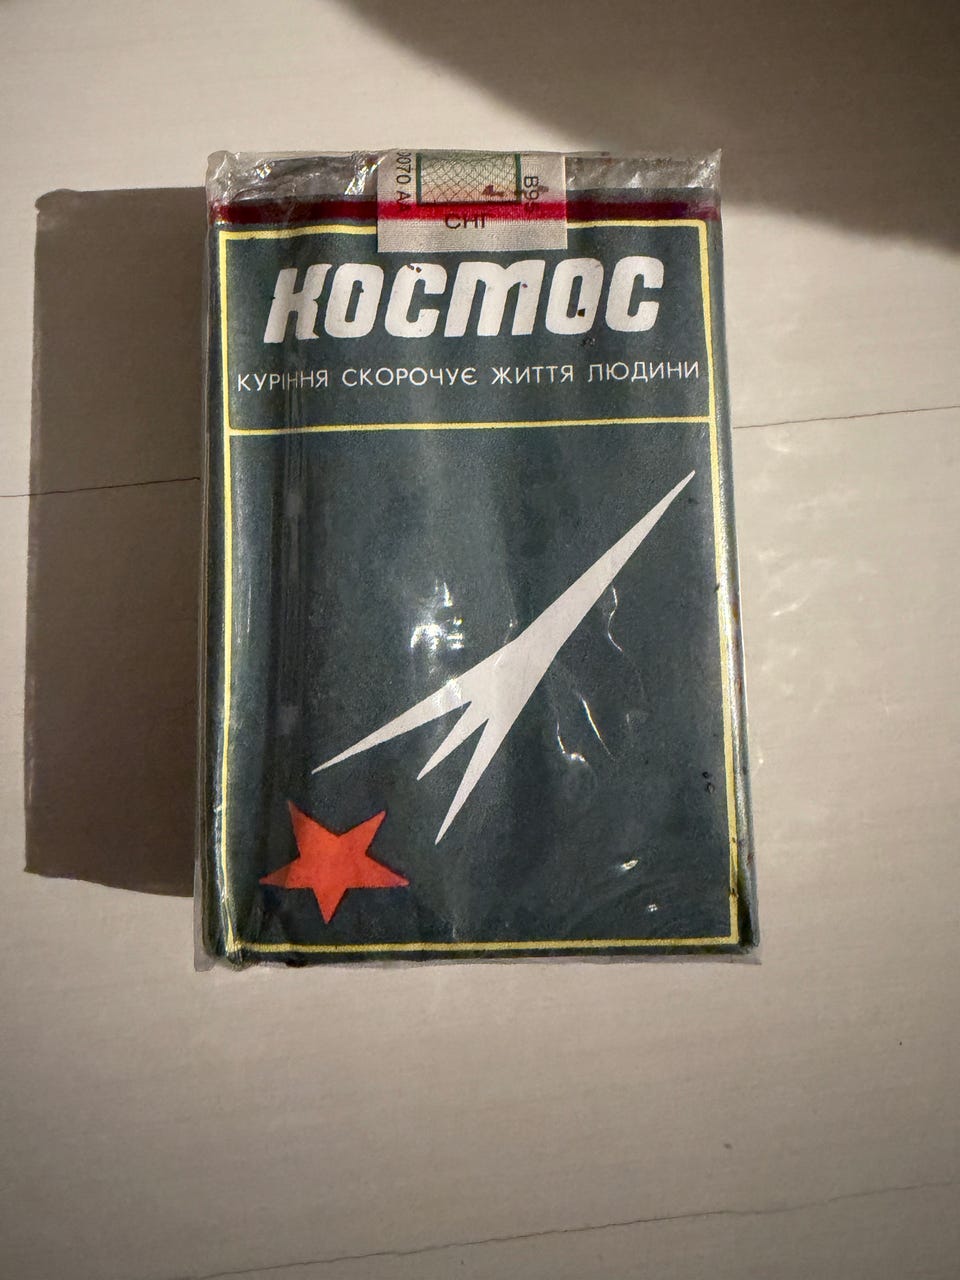 СНГ
КОСМОС
КУРІННЯ СКОРОЧУЄ ЖИТТЯ ЛЮДИНИ